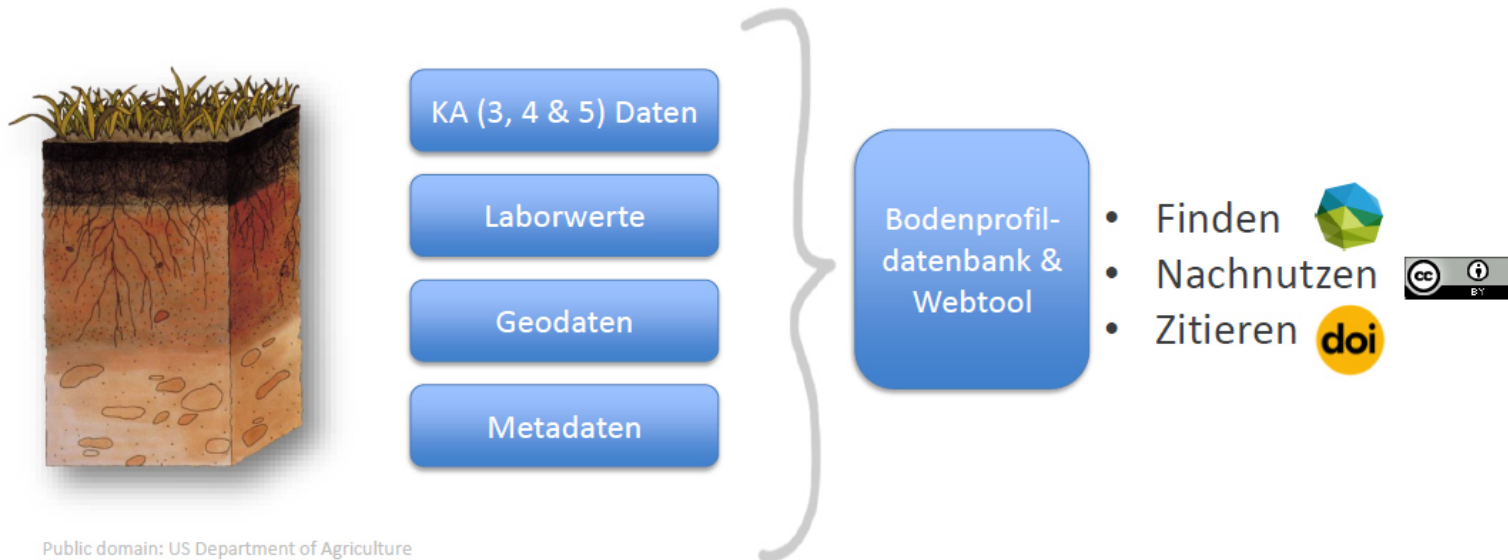 KA (3, 4 & 5) Daten
Laborwerte
Geodaten
Metadaten
Bodenprofil-
datenbank &
Webtool
• Finden
• Nachnutzen
cc
BY
• Zitieren
doi
Public domain: US Department of Agriculture